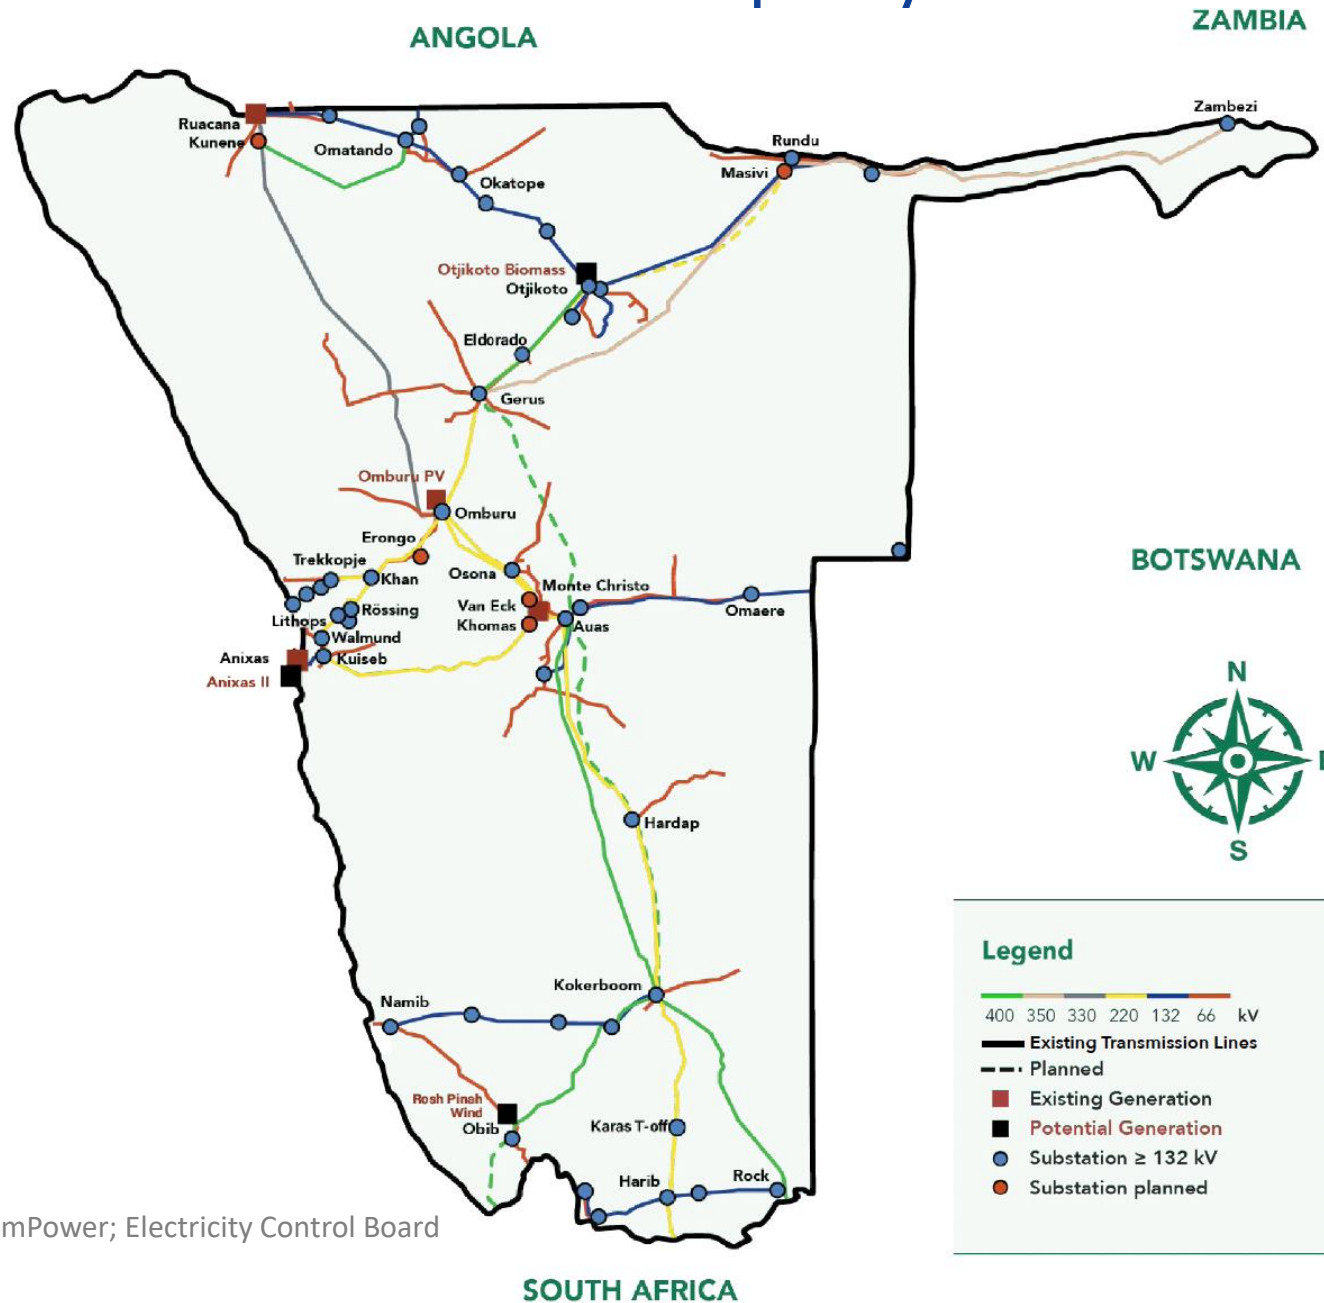 ANGOLA
ZAMBIA
Zambezi
Ruacana
Kunene
Omatando
Rundu
Masivi
Okatope
Otjikoto Biomass
Otjikoto
Eldorado
Gerus
Omburu PV
Omburu
Erongo
Trekkopje
Khan
Osona
Monte Christo
BOTSWANA
Lithops
Rössing
Van Eck
Khomas
Auas
Omaere
Walmund
Anixas
Kuiseb
Anixas II
N
W
S
Hardap
Kokerboom
Namib
Legend
400 350 330 220 132 66 kV
Existing Transmission Lines
Planned
Existing Generation
Potential Generation
Substation ≥ 132 kV
Substation planned
Rosh Pinah
Wind
Obib
Karas T-off
Harib
Rock
mPower; Electricity Control Board
SOUTH AFRICA